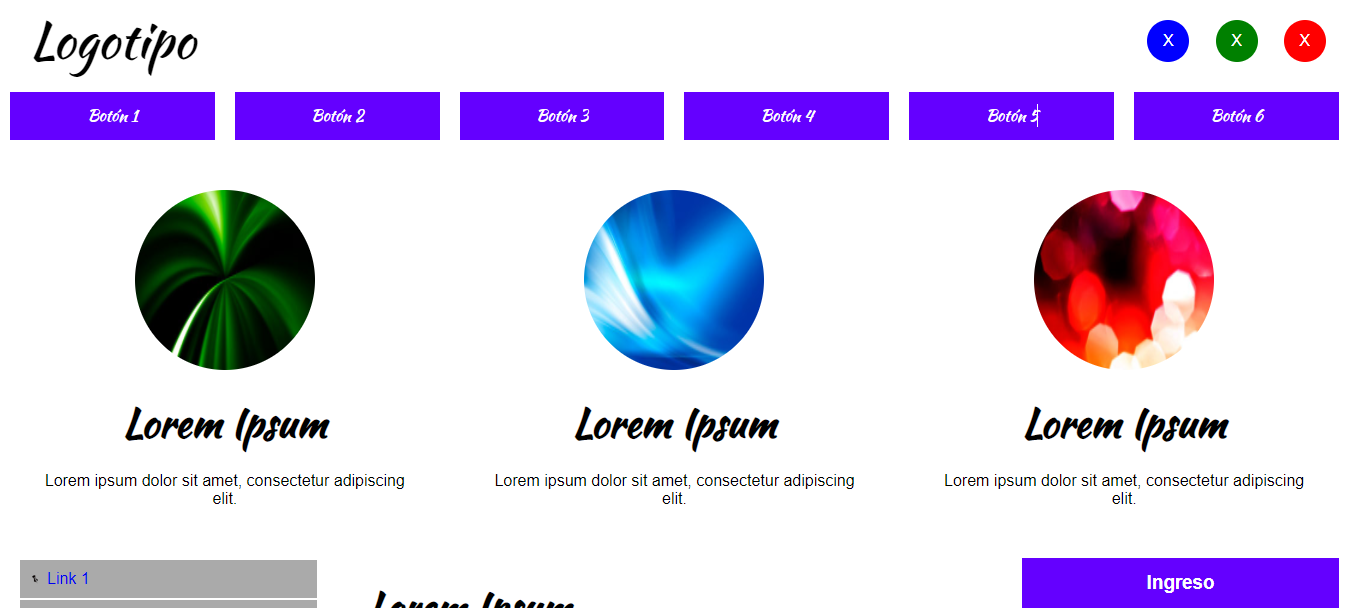 Logotipo
X X X
Botón 1 Botón 2 Botón 3 Botón 4 Botón 5 Botón 6
Lorem Ipsum Lorem Ipsum Lorem Ipsum
Lorem ipsum dolor sit amet, consectetur adipiscing
elit.
Lorem ipsum dolor sit amet, consectetur adipiscing
elit.
Lorem ipsum dolor sit amet, consectetur adipiscing
elit.
Link 1
Lorem Ipsum
Ingreso